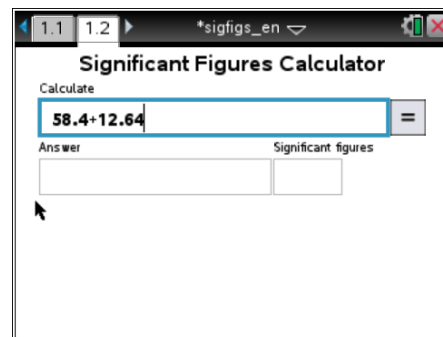 1.1 1.2 *sigfigs_en
Significant Figures Calculator
Calculate
58.4+12.64 =
Answer Significant figures